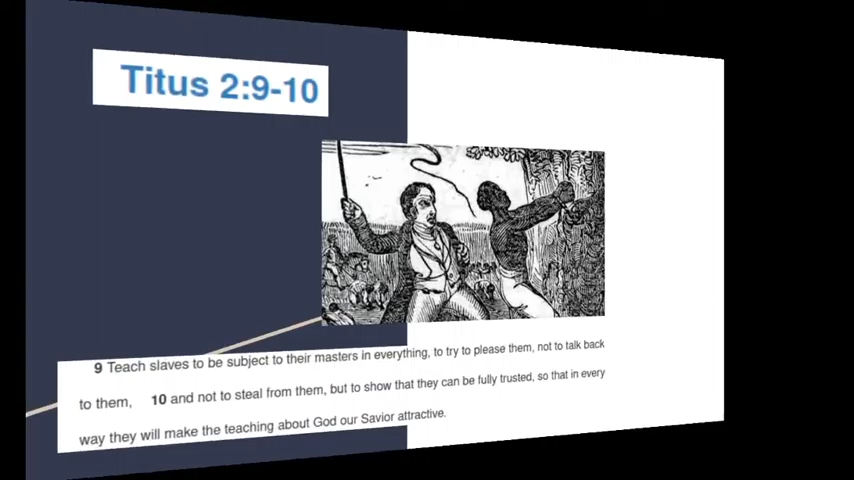 Titus 2:9-10
9 Teach slaves to be subject to their masters in everything, to try to please them, not to talk back
to them, 10 and not to steal from them, but to show that they can be fully trusted, so that in every
way they will make the teaching about God our Savior attractive.